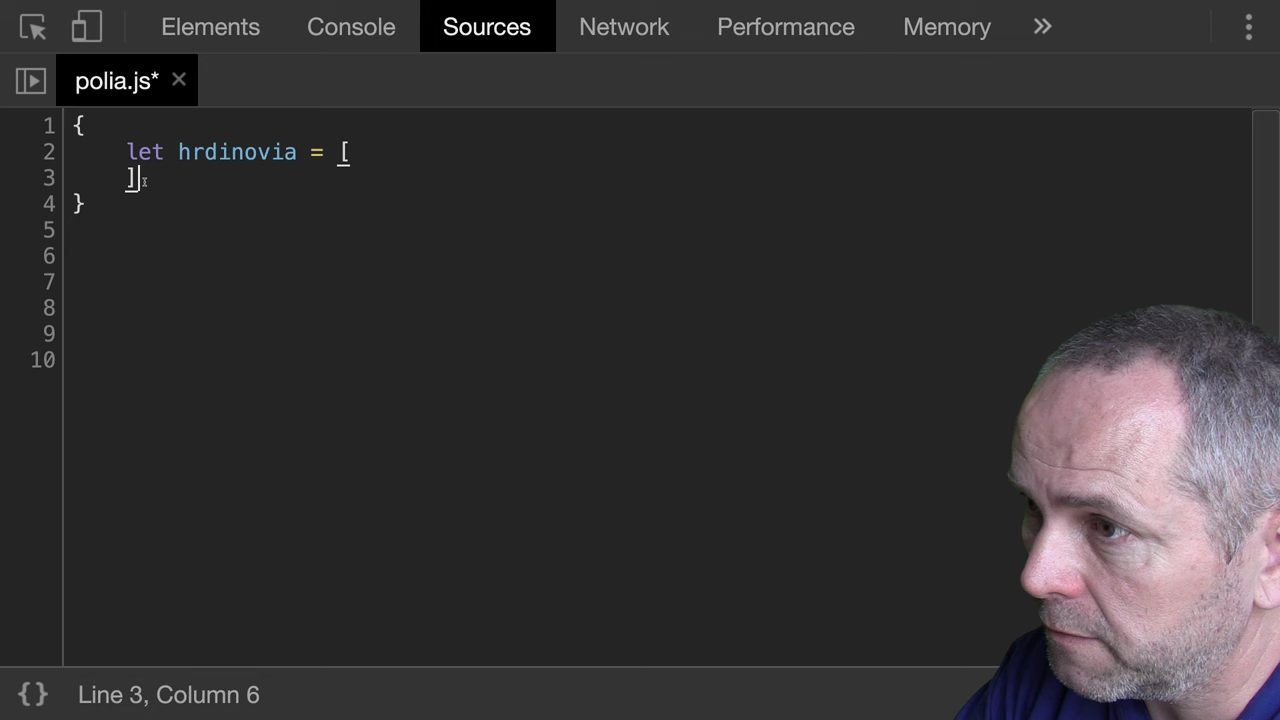 Elements Console Sources Network Performance Memory »
polia.js* ×
1 {
2 let hrdinovia = [
3 ]
4 }
5
6
7
8
9
10
{} Line 3, Column 6